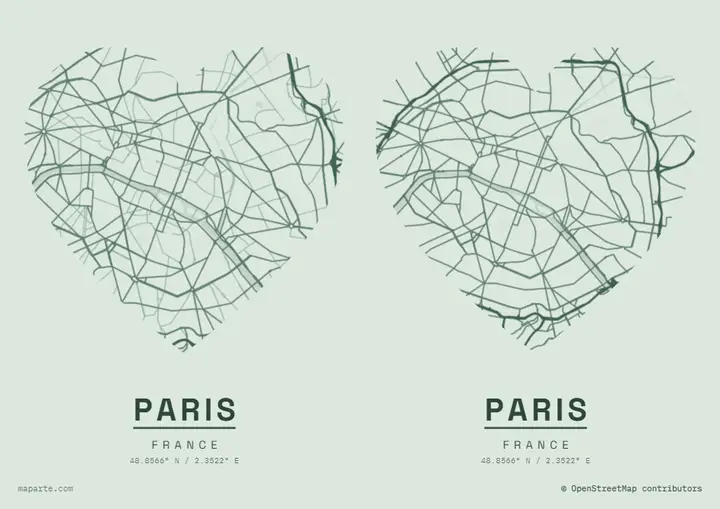 PARIS
FRANCE
48.8566° N / 2.3522° E
PARIS
FRANCE
48.8566° N / 2.3522° E
maparte.com
© OpenStreetMap contributors